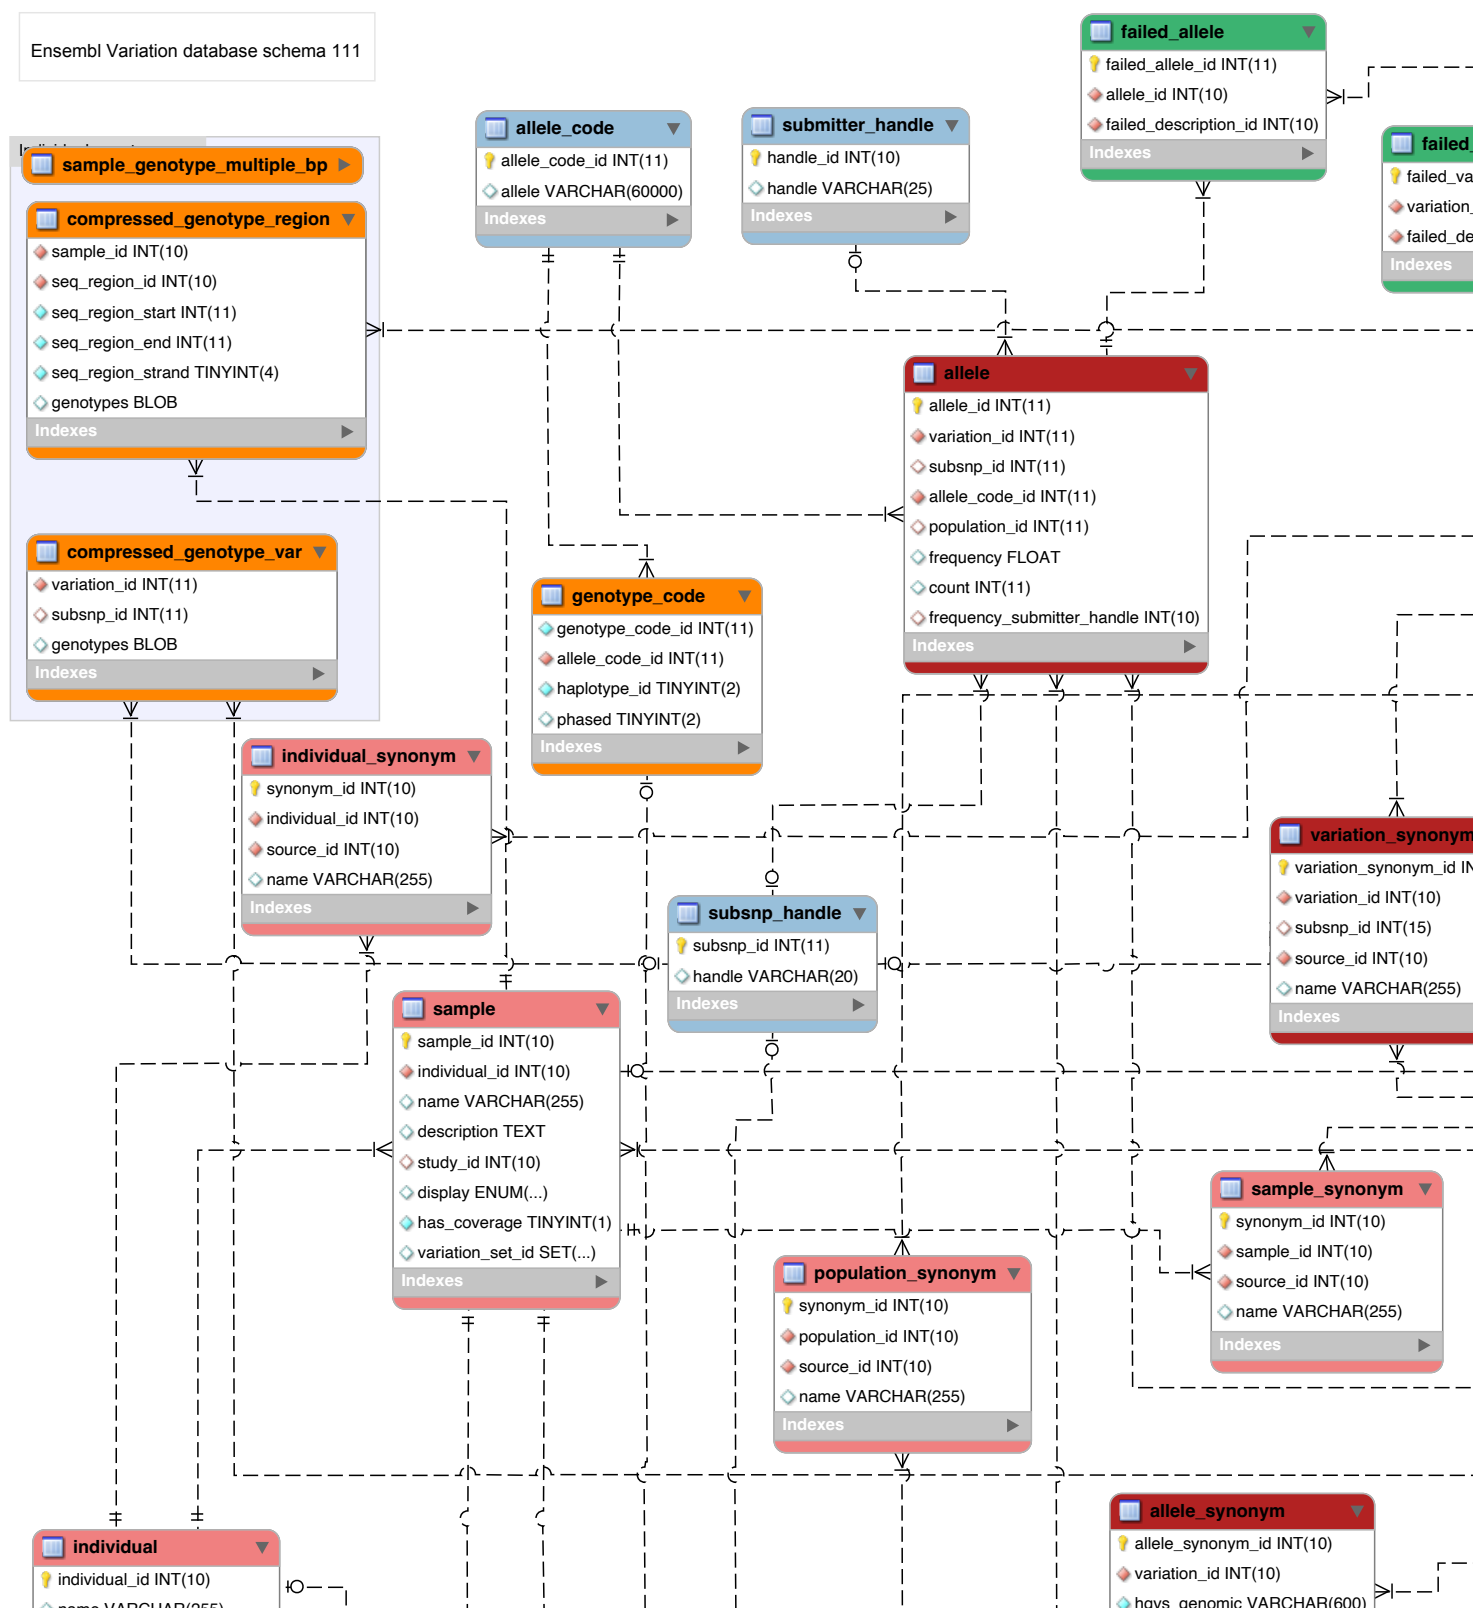 Ensembl Variation database schema 111
sample_genotype_multiple_bp
compressed_genotype_region
sample_id INT(10)
seq_region_id INT(10)
seq_region_start INT(11)
seq_region_end INT(11)
seq_region_strand TINYINT(4)
genotypes BLOB
Indexes
compressed_genotype_var
variation_id INT(11)
subsnp_id INT(11)
genotypes BLOB
Indexes
allele_code
allele_code_id INT(11)
allele VARCHAR(60000)
Indexes
submitter_handle
handle_id INT(10)
handle VARCHAR(25)
Indexes
failed_allele
failed_allele_id INT(11)
allele_id INT(10)
failed_description_id INT(10)
Indexes
failed_
failed_va
variation_
failed_de
Indexes
allele
allele_id INT(11)
variation_id INT(11)
subsnp_id INT(11)
allele_code_id INT(11)
population_id INT(11)
frequency FLOAT
count INT(11)
frequency_submitter_handle INT(10)
Indexes
genotype_code
genotype_code_id INT(11)
allele_code_id INT(11)
haplotype_id TINYINT(2)
phased TINYINT(2)
Indexes
individual_synonym
synonym_id INT(10)
individual_id INT(10)
source_id INT(10)
name VARCHAR(255)
Indexes
subsnp_handle
subsnp_id INT(11)
handle VARCHAR(20)
Indexes
variation_synonym
variation_synonym_id IN
variation_id INT(10)
subsnp_id INT(15)
source_id INT(10)
name VARCHAR(255)
Indexes
sample
sample_id INT(10)
individual_id INT(10)
name VARCHAR(255)
description TEXT
study_id INT(10)
display ENUM(...)
has_coverage TINYINT(1)
variation_set_id SET(...)
Indexes
sample_synonym
synonym_id INT(10)
sample_id INT(10)
source_id INT(10)
name VARCHAR(255)
Indexes
population_synonym
synonym_id INT(10)
population_id INT(10)
source_id INT(10)
name VARCHAR(255)
Indexes
individual
individual_id INT(10)
name VARCHAR(255)
allele_synonym
allele_synonym_id INT(10)
variation_id INT(10)
hgvs_genomic VARCHAR(600)